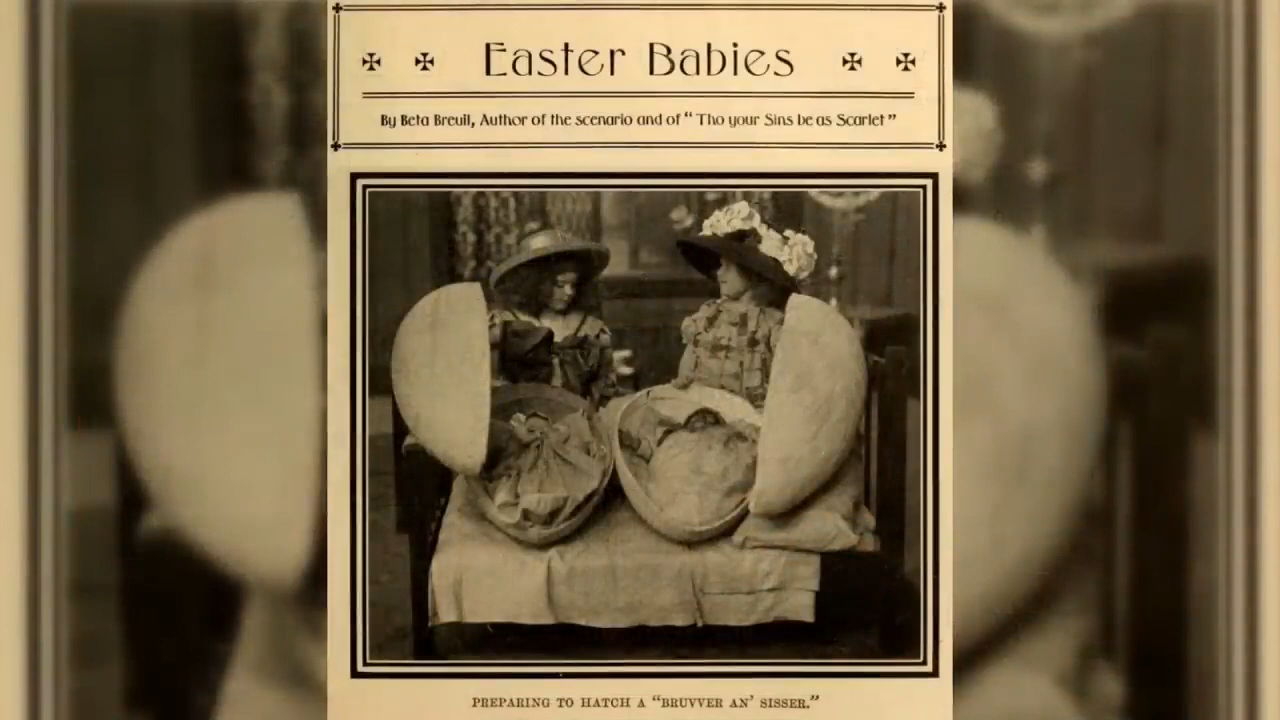 Easter Babies
By Beta Breuil, Author of the scenario and of “Tho your Sins be as Scarlet”
PREPARING TO HATCH A “BRUVVER AN’ SISSER.”